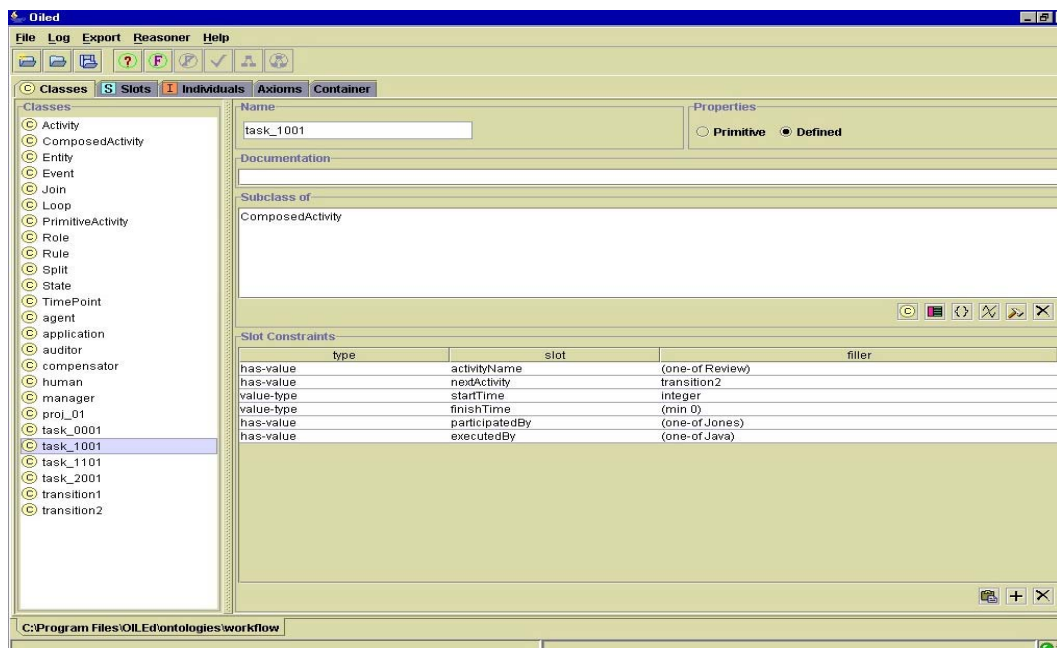 Oiled
File Log Export Reasoner Help
Classes Slots Individuals Axioms Container
Classes
Activity
ComposedActivity
Entity
Event
Join
Loop
PrimitiveActivity
Role
Rule
Split
State
TimePoint
agent
application
auditor
compensator
human
manager
proj_01
task_0001
task_1001
task_1101
task_2001
transition1
transition2
Name
task_1001
Properties
Primitive Defined
Documentation
Subclass of
ComposedActivity
Slot Constraints
type slot filler
has-value activityName (one-of Review)
has-value nextActivity transition2
value-type startTime integer
value-type finishTime (min 0)
has-value participatedBy (one-of Jones)
has-value executedBy (one-of Java)
C:\Program Files\OILEd\ontologies\workflow